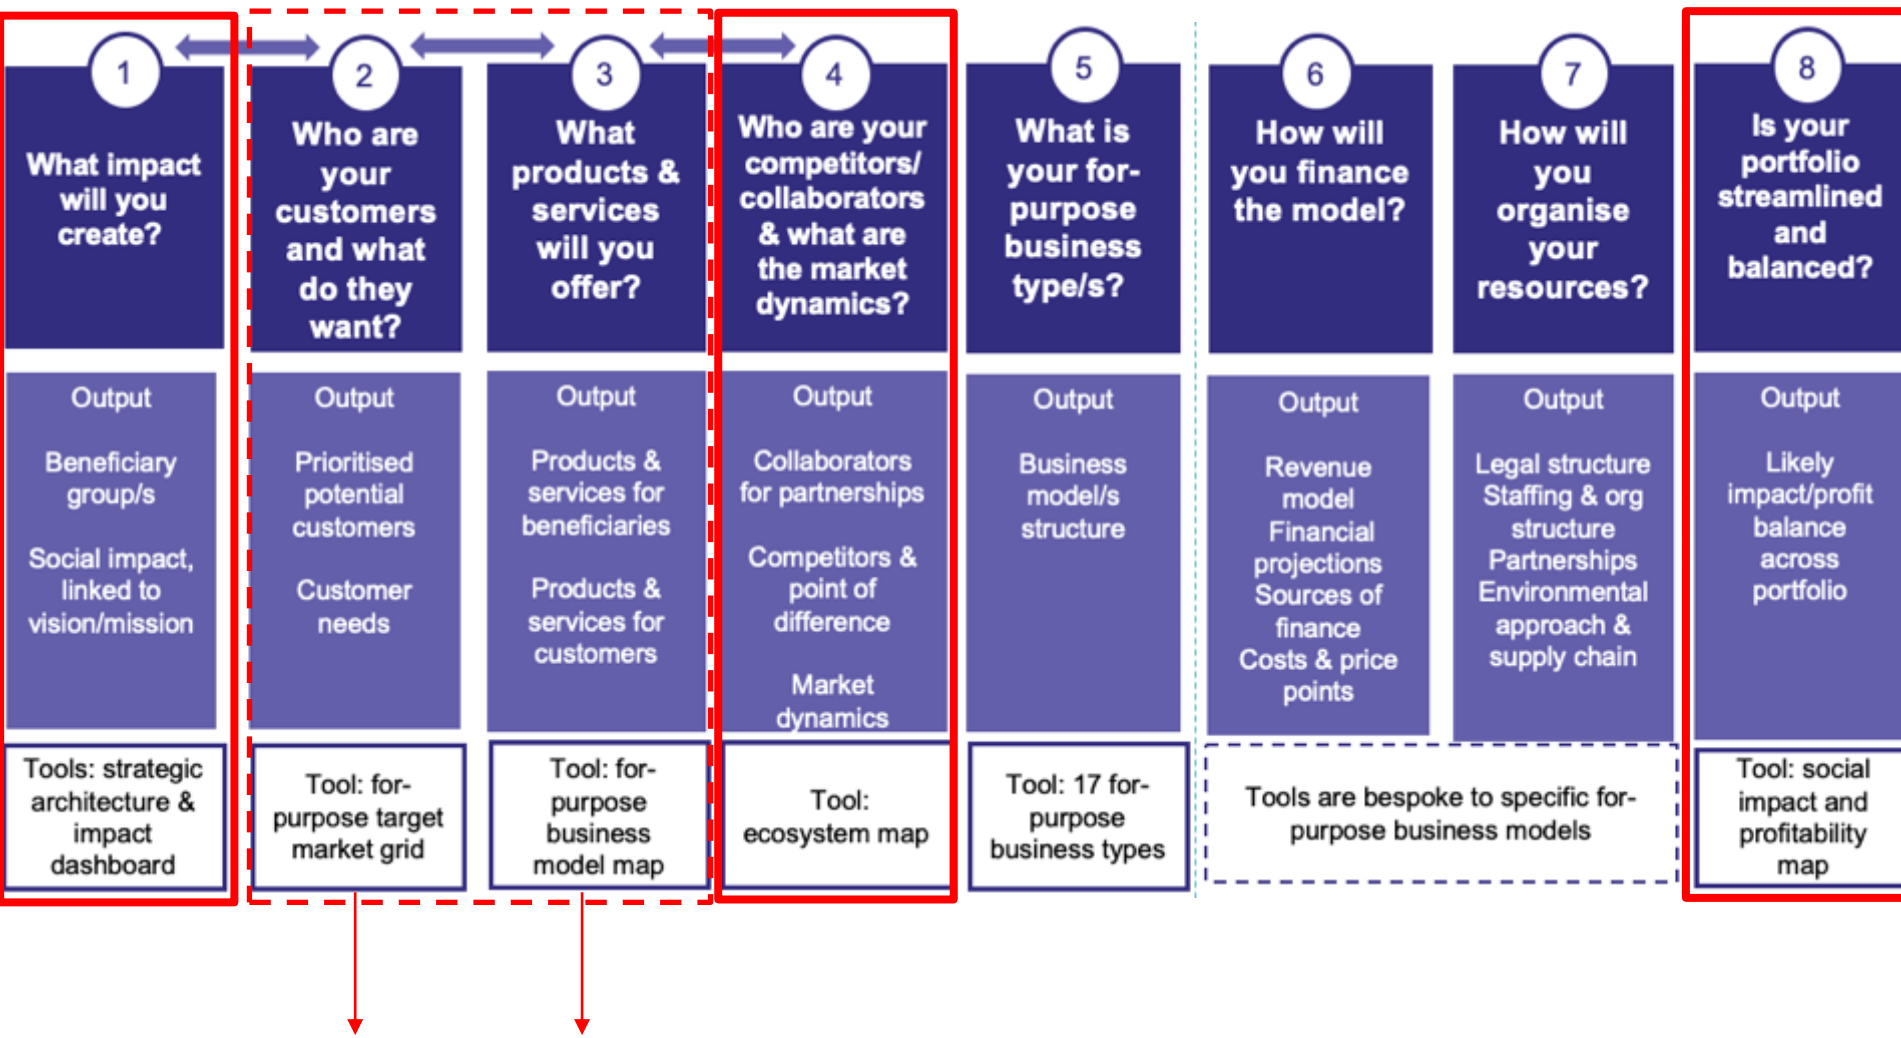 1
What impact
will you
create?
Output
Beneficiary
group/s
Social impact,
linked to
vision/mission
Tools: strategic
architecture &
impact
dashboard
2
Who are
your
customers
and what
do they
want?
Output
Prioritised
potential
customers
Customer
needs
Tool: for-
purpose target
market grid
3
What
products &
services
will you
offer?
Output
Products &
services for
beneficiaries
Products &
services for
customers
Tool: for-
purpose
business
model map
4
Who are your
competitors/
collaborators
& what are
the market
dynamics?
Output
Collaborators
for partnerships
Competitors &
point of
difference
Market
dynamics
Tool:
ecosystem map
5
What is
your for-
purpose
business
type/s?
Output
Business
model/s
structure
Tool: 17 for-
purpose
business types
6
How will
you finance
the model?
Output
Revenue
model
Financial
projections
Sources of
finance
Costs & price
points
7
How will
you
organise
your
resources?
Output
Legal structure
Staffing & org
structure
Partnerships
Environmental
approach &
supply chain
Tools are bespoke to specific for-
purpose business models
8
Is your
portfolio
streamlined
and
balanced?
Output
Likely
impact/profit
balance
across
portfolio
Tool: social
impact and
profitability
map